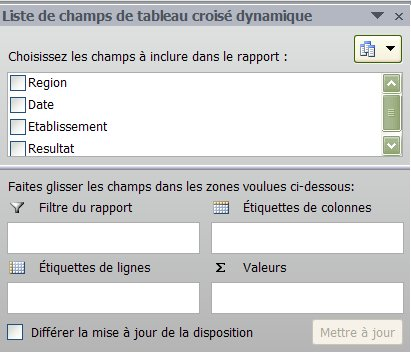 Liste de champs de tableau croisé dynamique
Choisissez les champs à inclure dans le rapport :
Region
Date
Etablissement
Resultat
Faites glisser les champs dans les zones voulues ci-dessous:
Filtre du rapport
Étiquettes de colonnes
Étiquettes de lignes
Σ Valeurs
Différer la mise à jour de la disposition
Mettre à jour